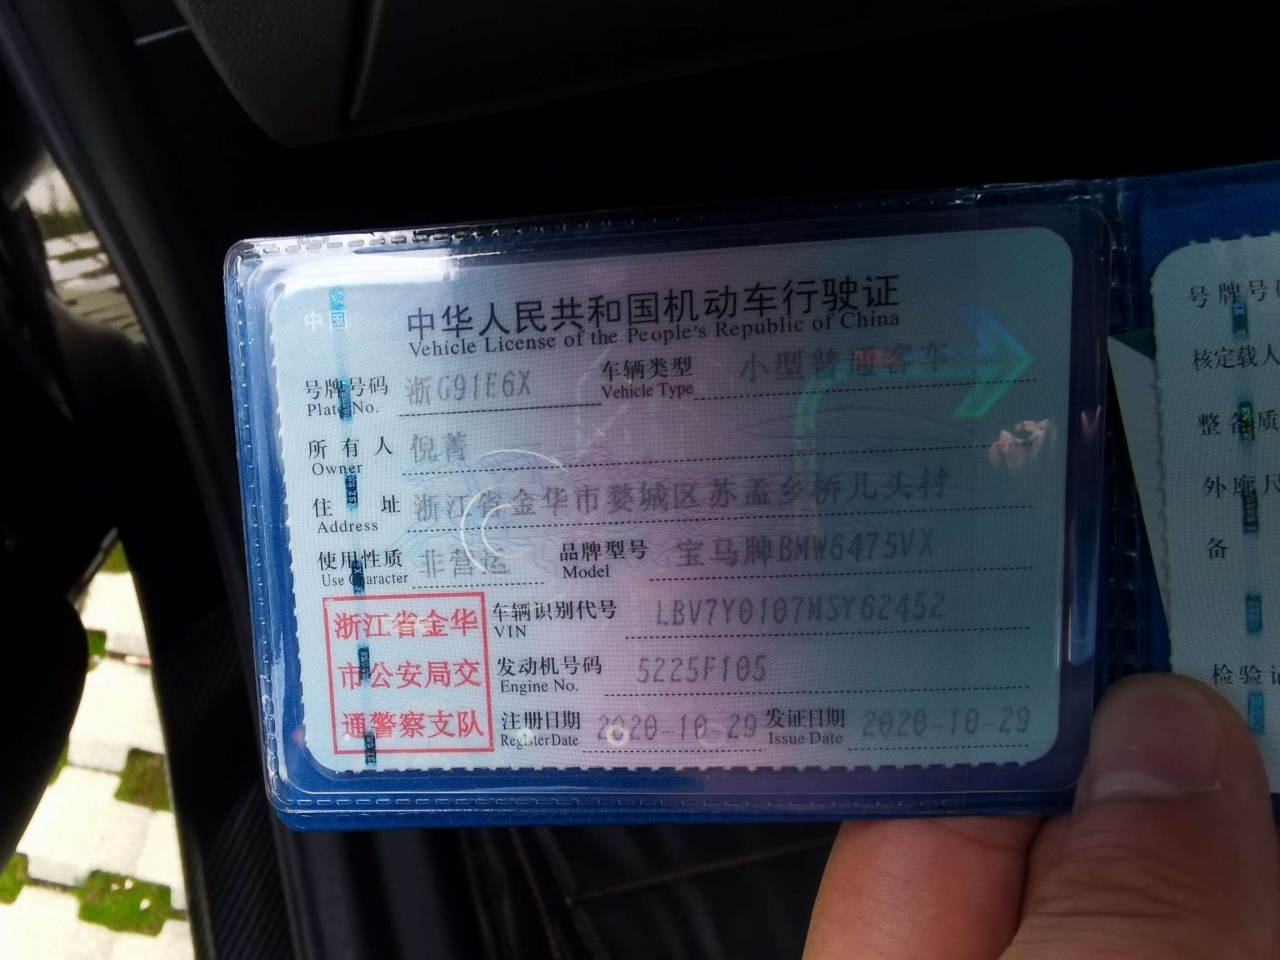 中国
中华人民共和国机动车行驶证
Vehicle License of the People's Republic of China
号牌号码 浙G91E6X 车辆类型 小型普通客车
Plate No. Vehicle Type
所有人 倪菁
Owner
住址 浙江省金华市婺城区苏孟乡桥儿头村
Address
使用性质 非营运 品牌型号 宝马牌BMW6475VX
Use Character Model
浙江省金华
市公安局交
通警察支队
车辆识别代号 LBV7Y0107MSY62452
VIN
发动机号码 5225F105
Engine No.
注册日期 2020-10-29 发证日期 2020-10-29
Register Date Issue Date
号牌号
核定载人
整备质
外廓尺
备
检验记